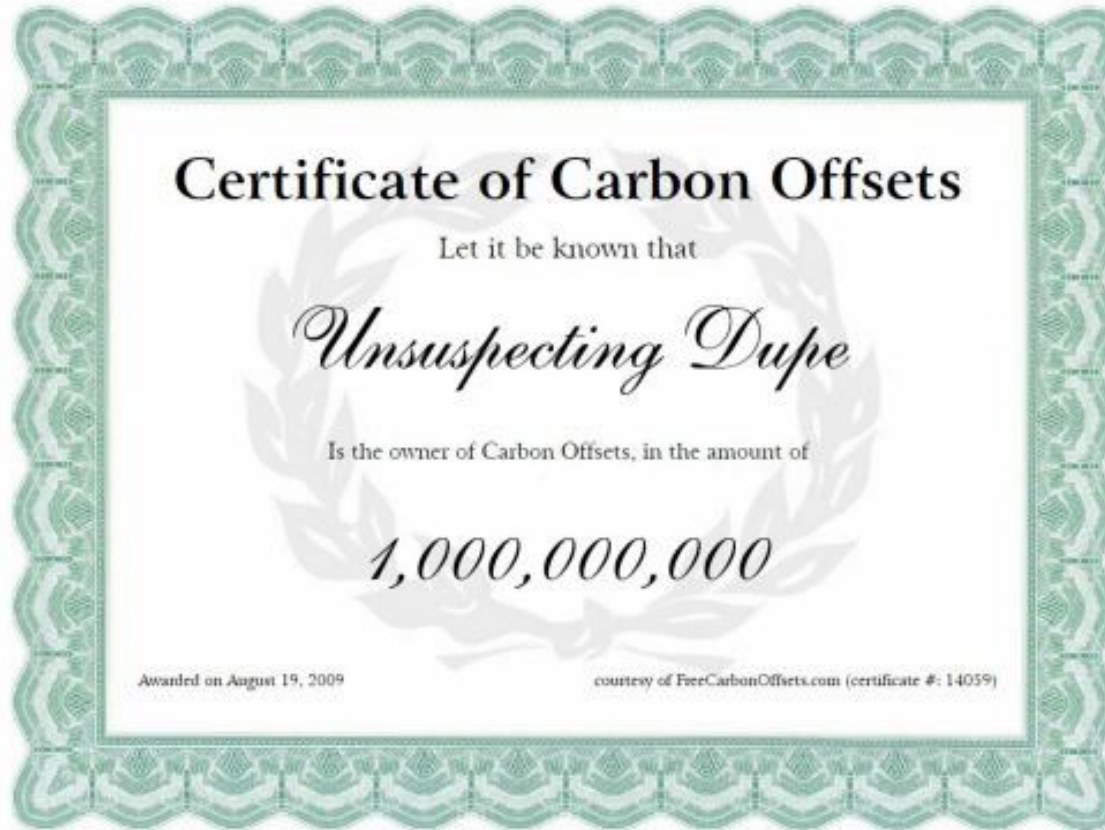 Certificate of Carbon Offsets
Let it be known that
Unsuspecting Dupe
Is the owner of Carbon Offsets, in the amount of
1,000,000,000
Awarded on August 19, 2009 courtesy of FreeCarbonOffsets.com (certificate #: 14059)